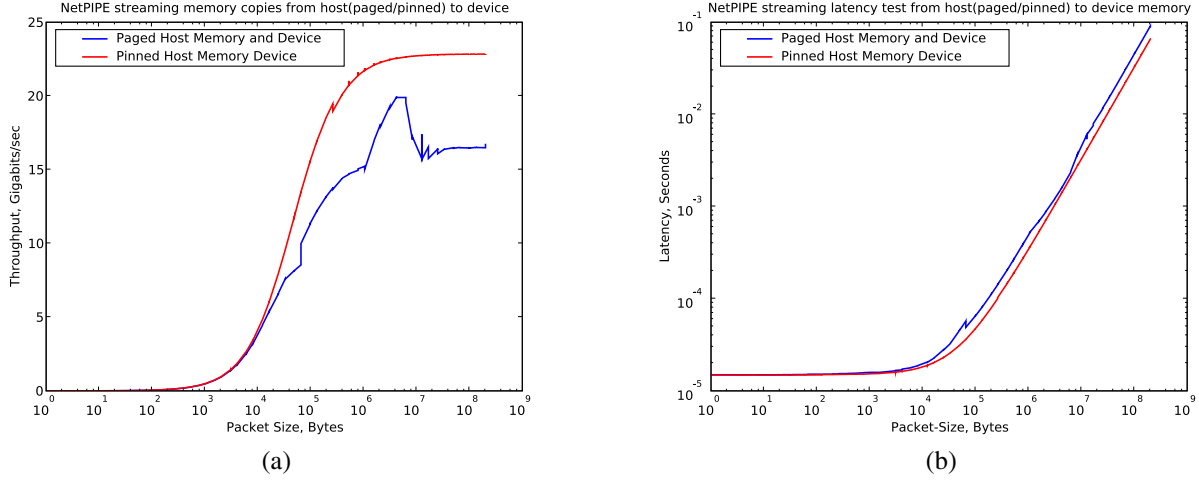 NetPIPE streaming memory copies from host(paged/pinned) to device
Paged Host Memory and Device
Pinned Host Memory Device
Throughput, Gigabits/sec
25
20
15
10
5
0
10^0 10^1 10^2 10^3 10^4 10^5 10^6 10^7 10^8 10^9
Packet Size, Bytes
(a)
NetPIPE streaming latency test from host(paged/pinned) to device memory
Paged Host Memory and Device
Pinned Host Memory Device
Latency, Seconds
10^-1
10^-2
10^-3
10^-4
10^-5
10^0 10^1 10^2 10^3 10^4 10^5 10^6 10^7 10^8 10^9
Packet-Size, Bytes
(b)